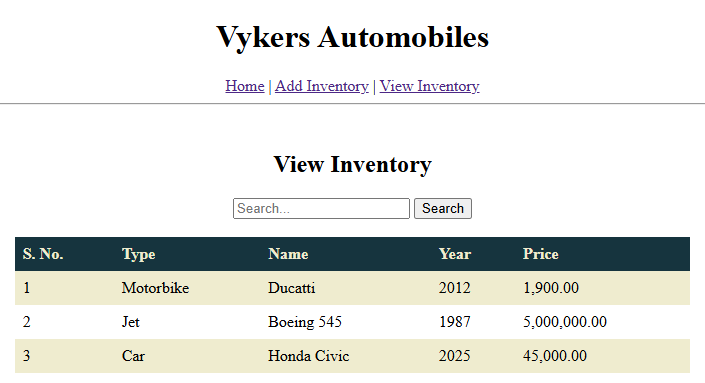 Vykers Automobiles
Home | Add Inventory | View Inventory
View Inventory
Search... Search
S. No. Type Name Year Price
1 Motorbike Ducatti 2012 1,900.00
2 Jet Boeing 545 1987 5,000,000.00
3 Car Honda Civic 2025 45,000.00